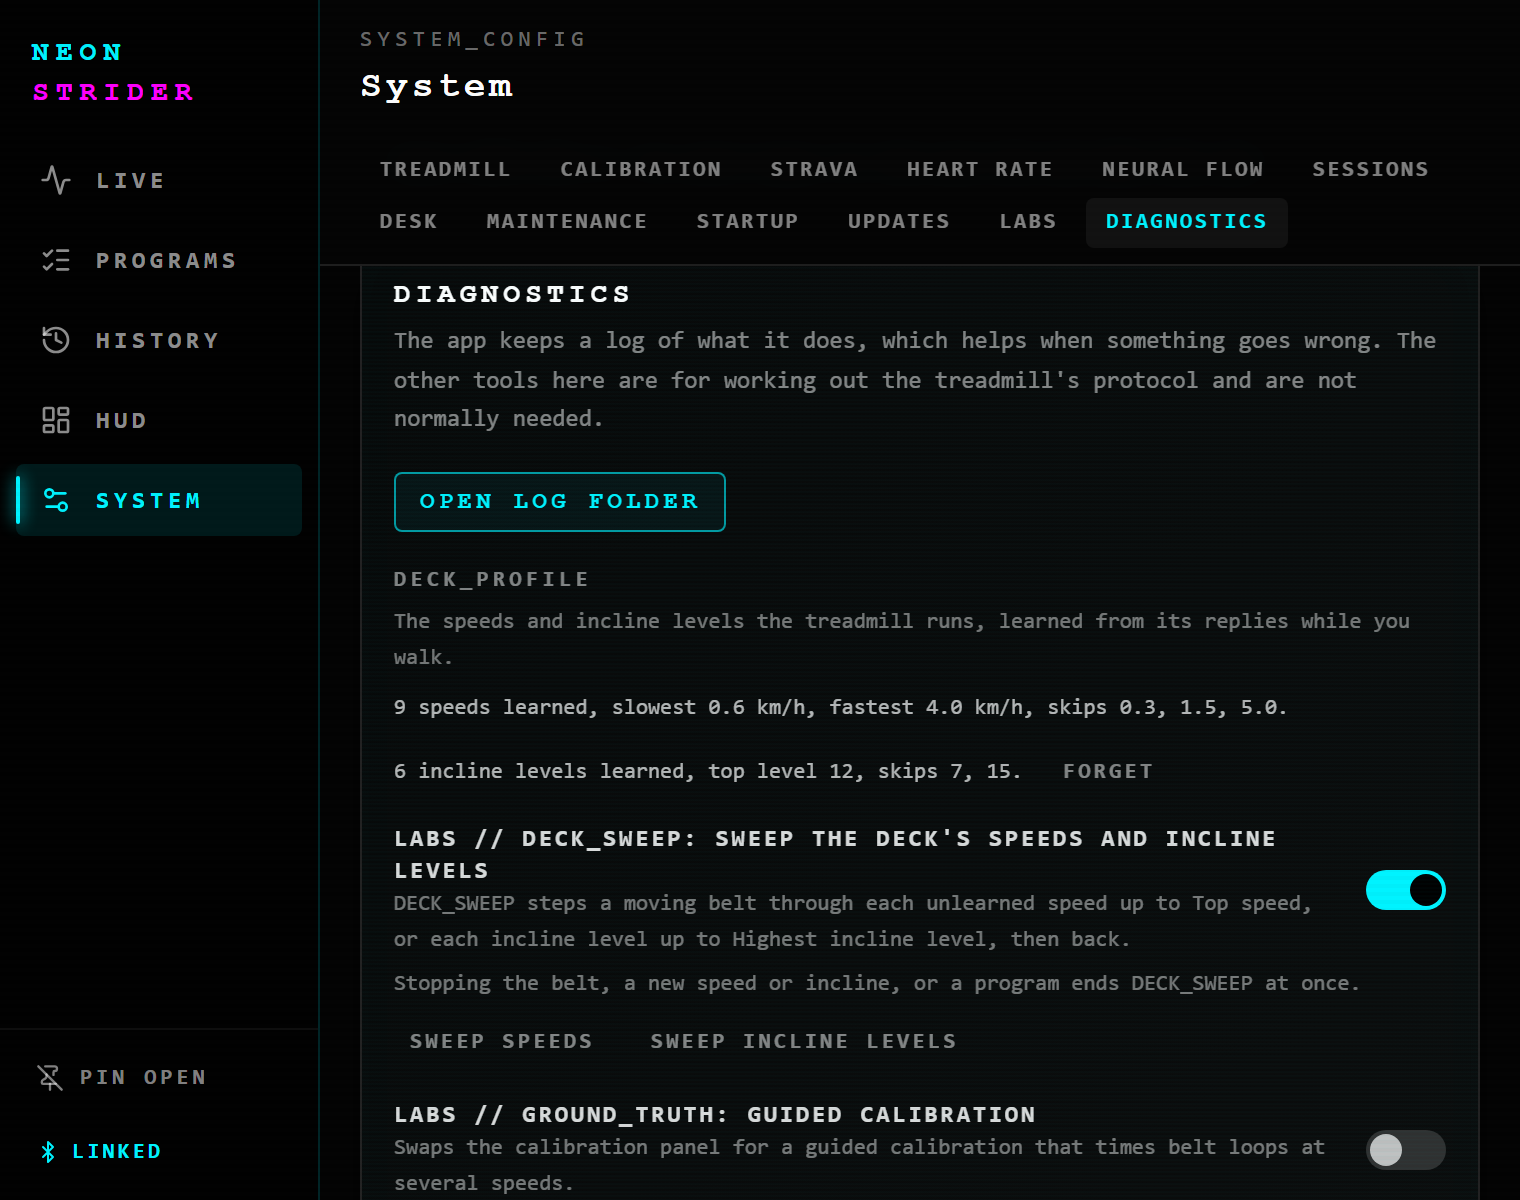 NEON
STRIDER
LIVE
PROGRAMS
HISTORY
HUD
SYSTEM
PIN OPEN
LINKED
SYSTEM_CONFIG
System
TREADMILL CALIBRATION STRAVA HEART RATE NEURAL FLOW SESSIONS
DESK MAINTENANCE STARTUP UPDATES LABS DIAGNOSTICS
DIAGNOSTICS
The app keeps a log of what it does, which helps when something goes wrong. The
other tools here are for working out the treadmill's protocol and are not
normally needed.
OPEN LOG FOLDER
DECK_PROFILE
The speeds and incline levels the treadmill runs, learned from its replies while you
walk.
9 speeds learned, slowest 0.6 km/h, fastest 4.0 km/h, skips 0.3, 1.5, 5.0.
6 incline levels learned, top level 12, skips 7, 15. FORGET
LABS // DECK_SWEEP: SWEEP THE DECK'S SPEEDS AND INCLINE
LEVELS
DECK_SWEEP steps a moving belt through each unlearned speed up to Top speed,
or each incline level up to Highest incline level, then back.
Stopping the belt, a new speed or incline, or a program ends DECK_SWEEP at once.
SWEEP SPEEDS SWEEP INCLINE LEVELS
LABS // GROUND_TRUTH: GUIDED CALIBRATION
Swaps the calibration panel for a guided calibration that times belt loops at
several speeds.